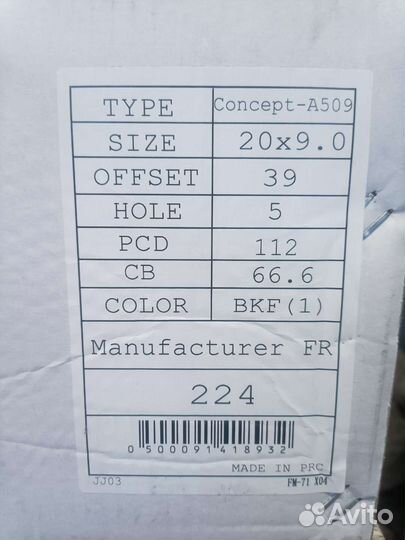 TYPE Concept-A509
SIZE 20x9.0
OFFSET 39
HOLE 5
PCD 112
CB 66.6
COLOR BKF(1)
Manufacturer FR
224
0 500091 418932
MADE IN PRC
JJ03 FM-71 X04
Avito